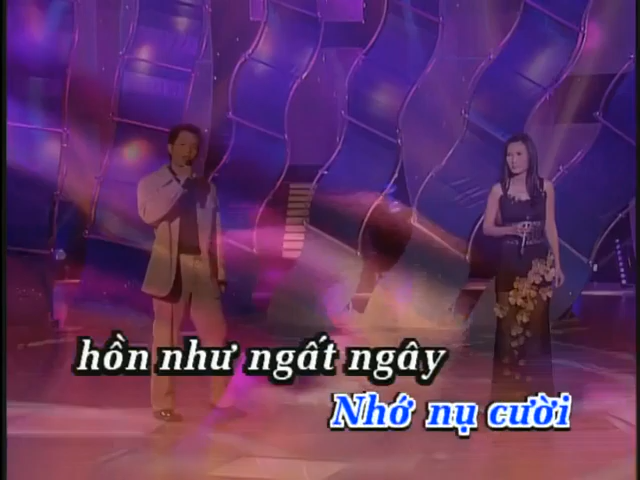 hồn như ngất ngây
Nhớ nụ cười